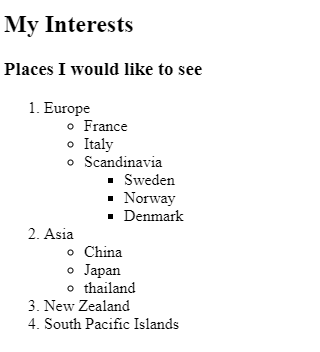 My Interests
Places I would like to see
1. Europe
France
Italy
Scandinavia
Sweden
Norway
Denmark
2. Asia
China
Japan
thailand
3. New Zealand
4. South Pacific Islands